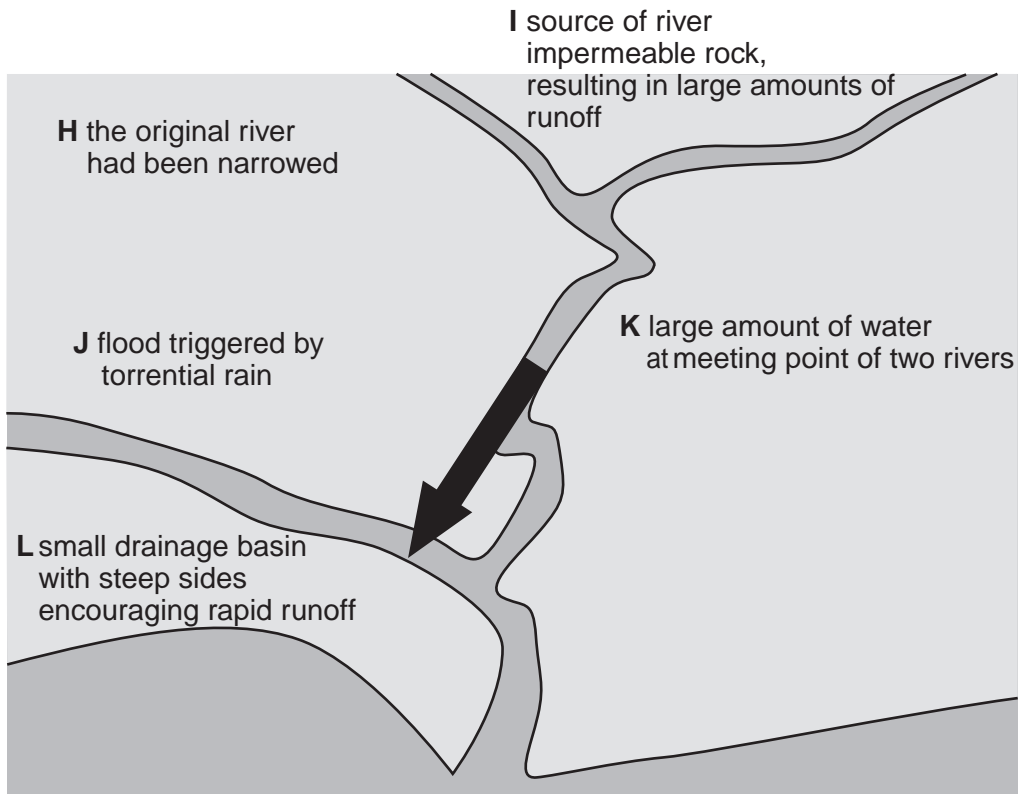 I source of river
impermeable rock,
resulting in large amounts of
runoff
H the original river
had been narrowed
K large amount of water
at meeting point of two rivers
J flood triggered by
torrential rain
L small drainage basin
with steep sides
encouraging rapid runoff